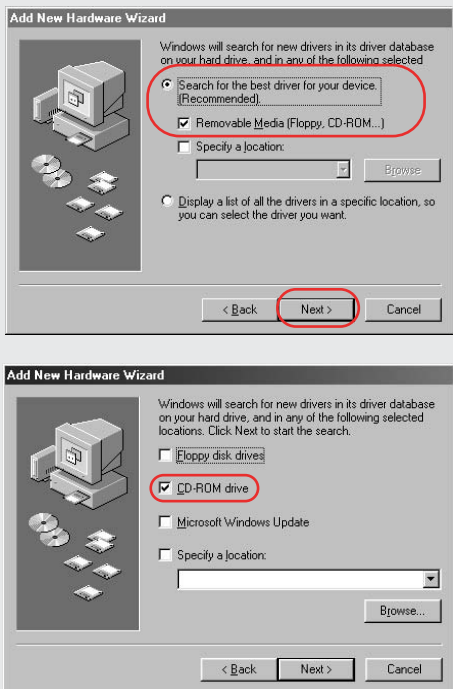 Add New Hardware Wizard
Windows will search for new drivers in its driver database
on your hard drive, and in any of the following selected
Search for the best driver for your device.
(Recommended).
Removable Media (Floppy, CD-ROM...)
Specify a location:
Browse
Display a list of all the drivers in a specific location, so
you can select the driver you want.
< Back Next > Cancel
Add New Hardware Wizard
Windows will search for new drivers in its driver database
on your hard drive, and in any of the following selected
locations. Click Next to start the search.
Floppy disk drives
CD-ROM drive
Microsoft Windows Update
Specify a location:
Browse...
< Back Next > Cancel